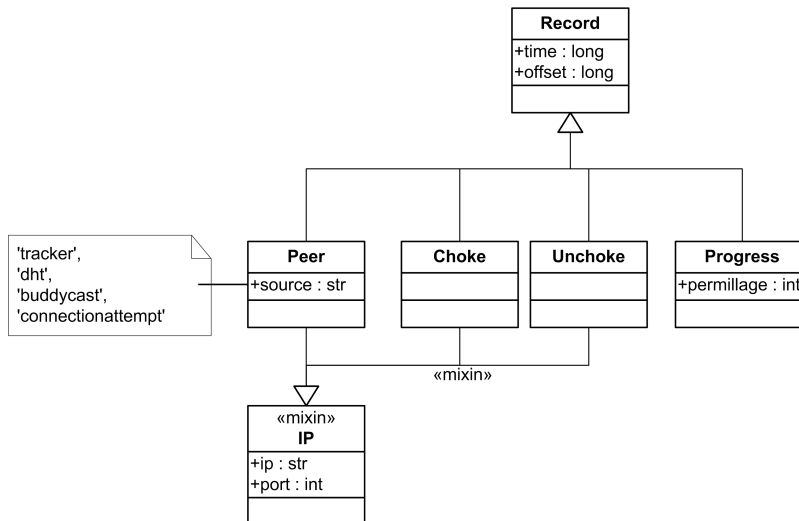 Record
+time : long
+offset : long
'tracker',
'dht',
'buddycast',
'connectionattempt'
Peer
+source : str
Choke
Unchoke
Progress
+permillage : int
«mixin»
«mixin»
IP
+ip : str
+port : int